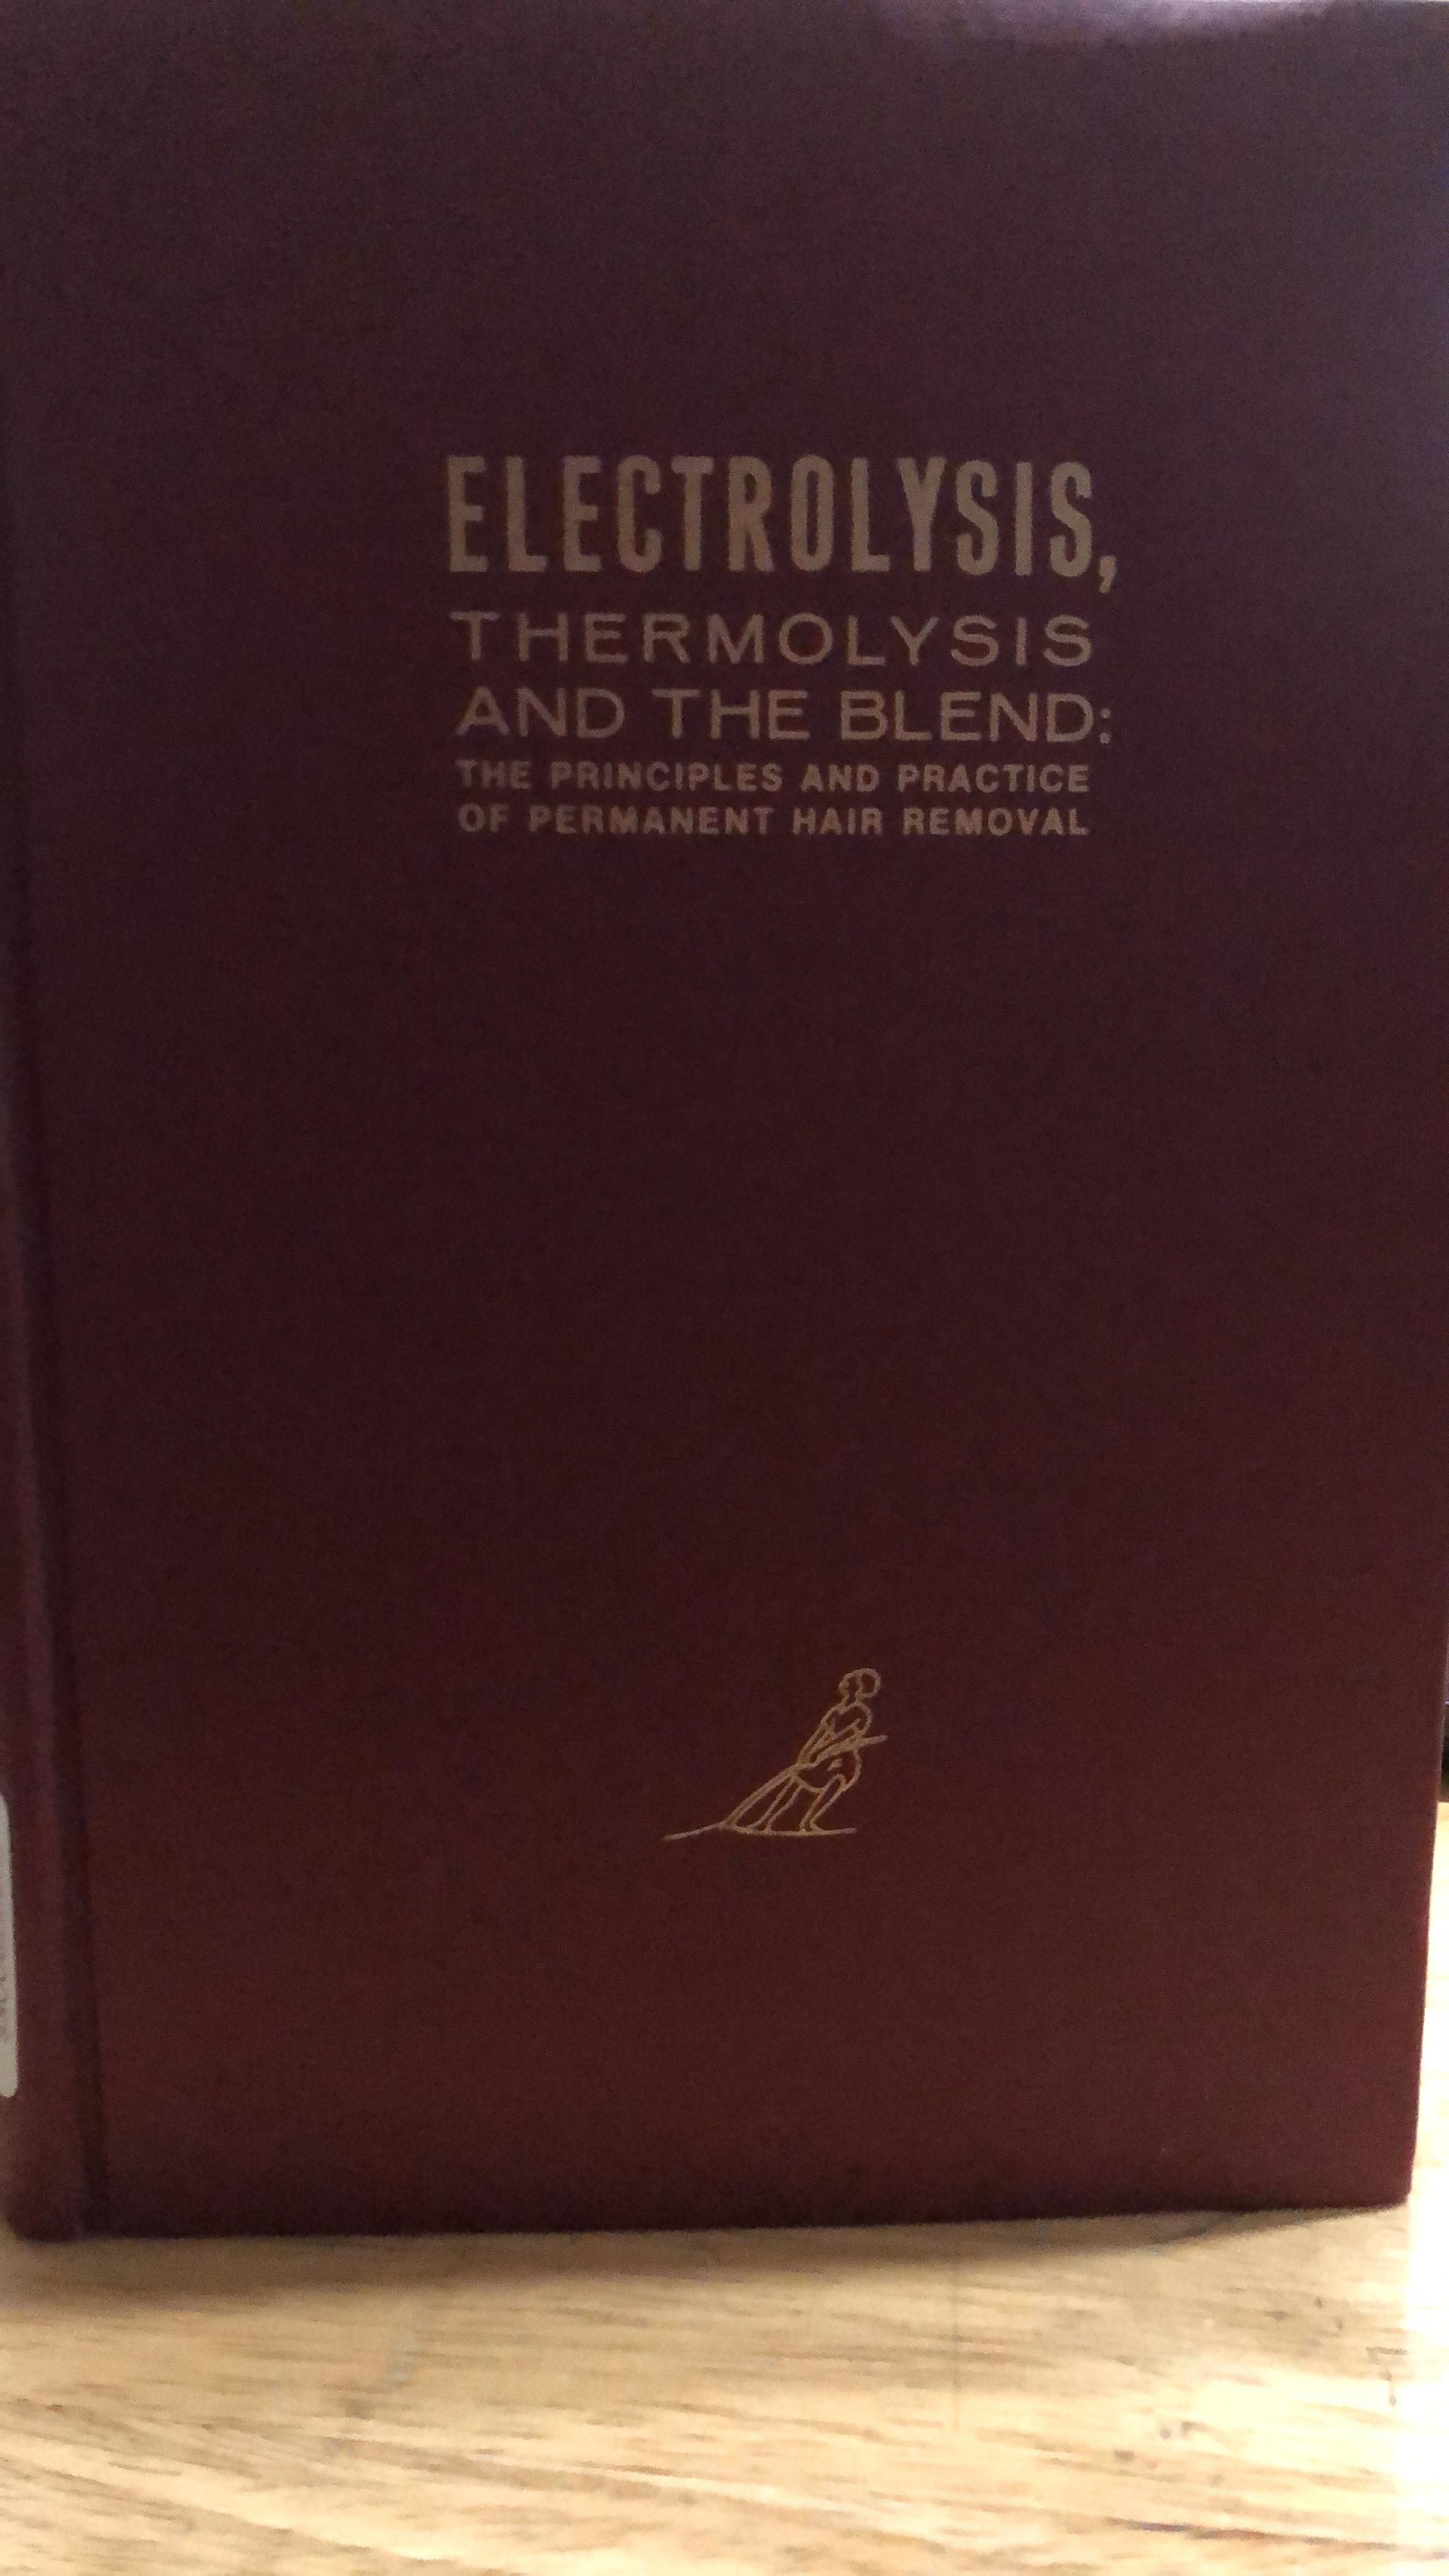 ELECTROLYSIS,
THERMOLYSIS
AND THE BLEND:
THE PRINCIPLES AND PRACTICE
OF PERMANENT HAIR REMOVAL